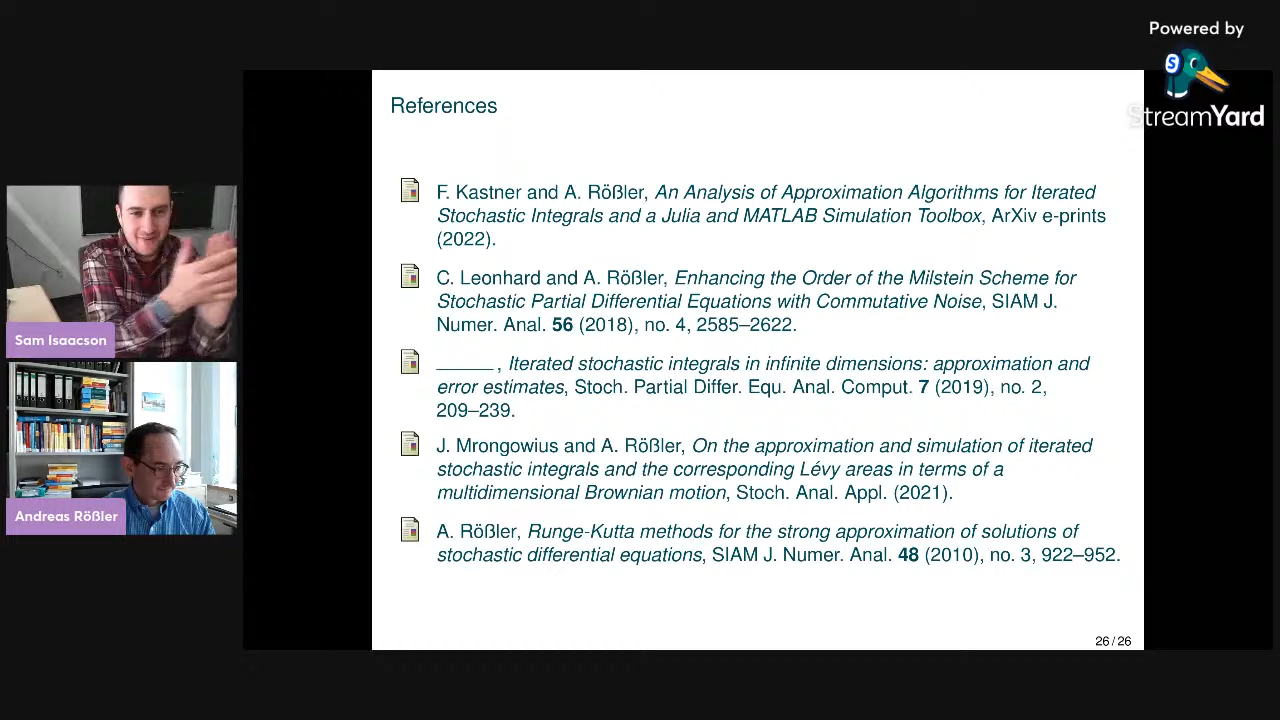 Powered by
S
StreamYard
References
F. Kastner and A. Rößler, An Analysis of Approximation Algorithms for Iterated
Stochastic Integrals and a Julia and MATLAB Simulation Toolbox, ArXiv e-prints
(2022).
C. Leonhard and A. Rößler, Enhancing the Order of the Milstein Scheme for
Stochastic Partial Differential Equations with Commutative Noise, SIAM J.
Numer. Anal. 56 (2018), no. 4, 2585–2622.
_____, Iterated stochastic integrals in infinite dimensions: approximation and
error estimates, Stoch. Partial Differ. Equ. Anal. Comput. 7 (2019), no. 2,
209–239.
J. Mrongowius and A. Rößler, On the approximation and simulation of iterated
stochastic integrals and the corresponding Lévy areas in terms of a
multidimensional Brownian motion, Stoch. Anal. Appl. (2021).
A. Rößler, Runge-Kutta methods for the strong approximation of solutions of
stochastic differential equations, SIAM J. Numer. Anal. 48 (2010), no. 3, 922–952.
26 / 26
Sam Isaacson
Andreas Rößler